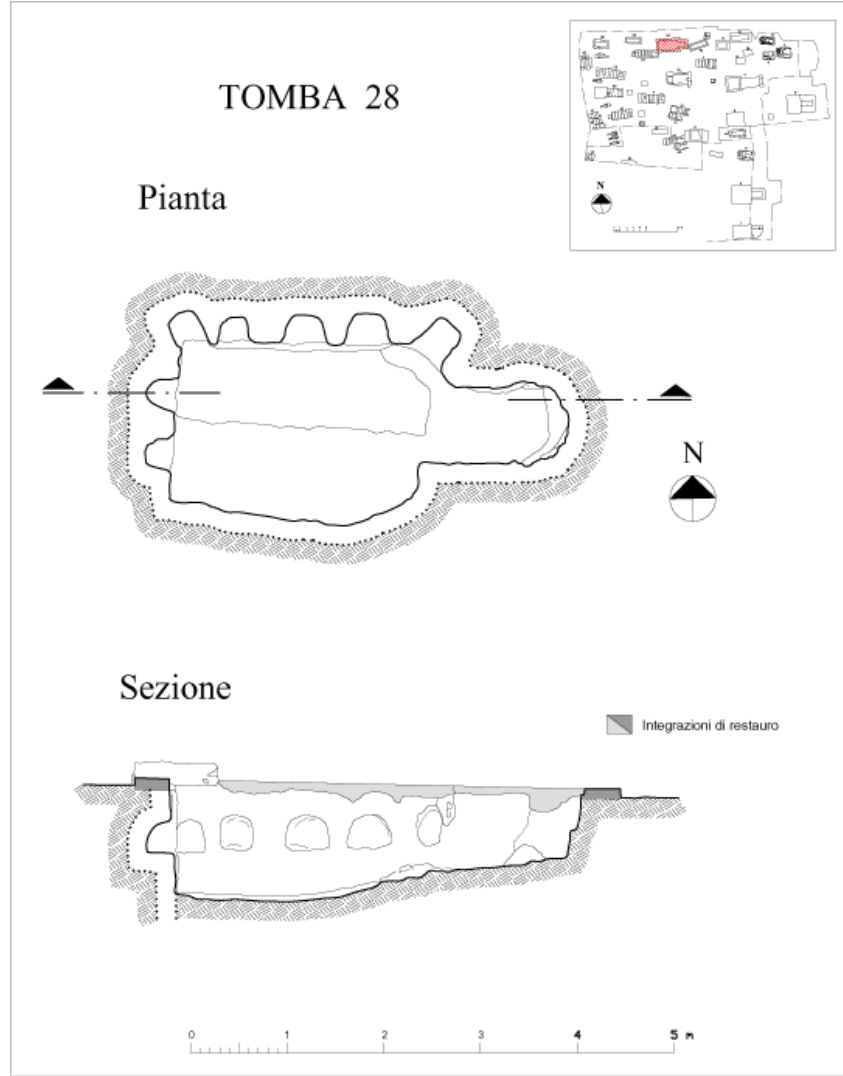 TOMBA 28
N
Pianta
N
Sezione
Integrazioni di restauro
0 1 2 3 4 5 m